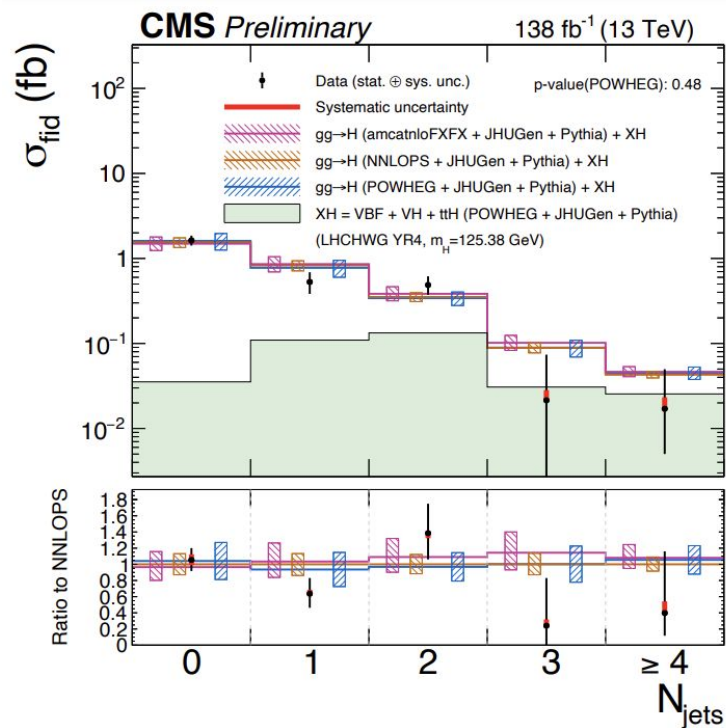 CMS Preliminary 138 fb⁻¹ (13 TeV)
σ_fid (fb)
10²
10
1
10⁻¹
10⁻²
Data (stat. ⊕ sys. unc.)
p-value(POWHEG): 0.48
Systematic uncertainty
gg→H (amcatnloFXFX + JHUGen + Pythia) + XH
gg→H (NNLOPS + JHUGen + Pythia) + XH
gg→H (POWHEG + JHUGen + Pythia) + XH
XH = VBF + VH + ttH (POWHEG + JHUGen + Pythia)
(LHCHWG YR4, m_H=125.38 GeV)
Ratio to NNLOPS
1.8
1.6
1.4
1.2
1
0.8
0.6
0.4
0.2
0
0 1 2 3 ≥ 4
N_jets